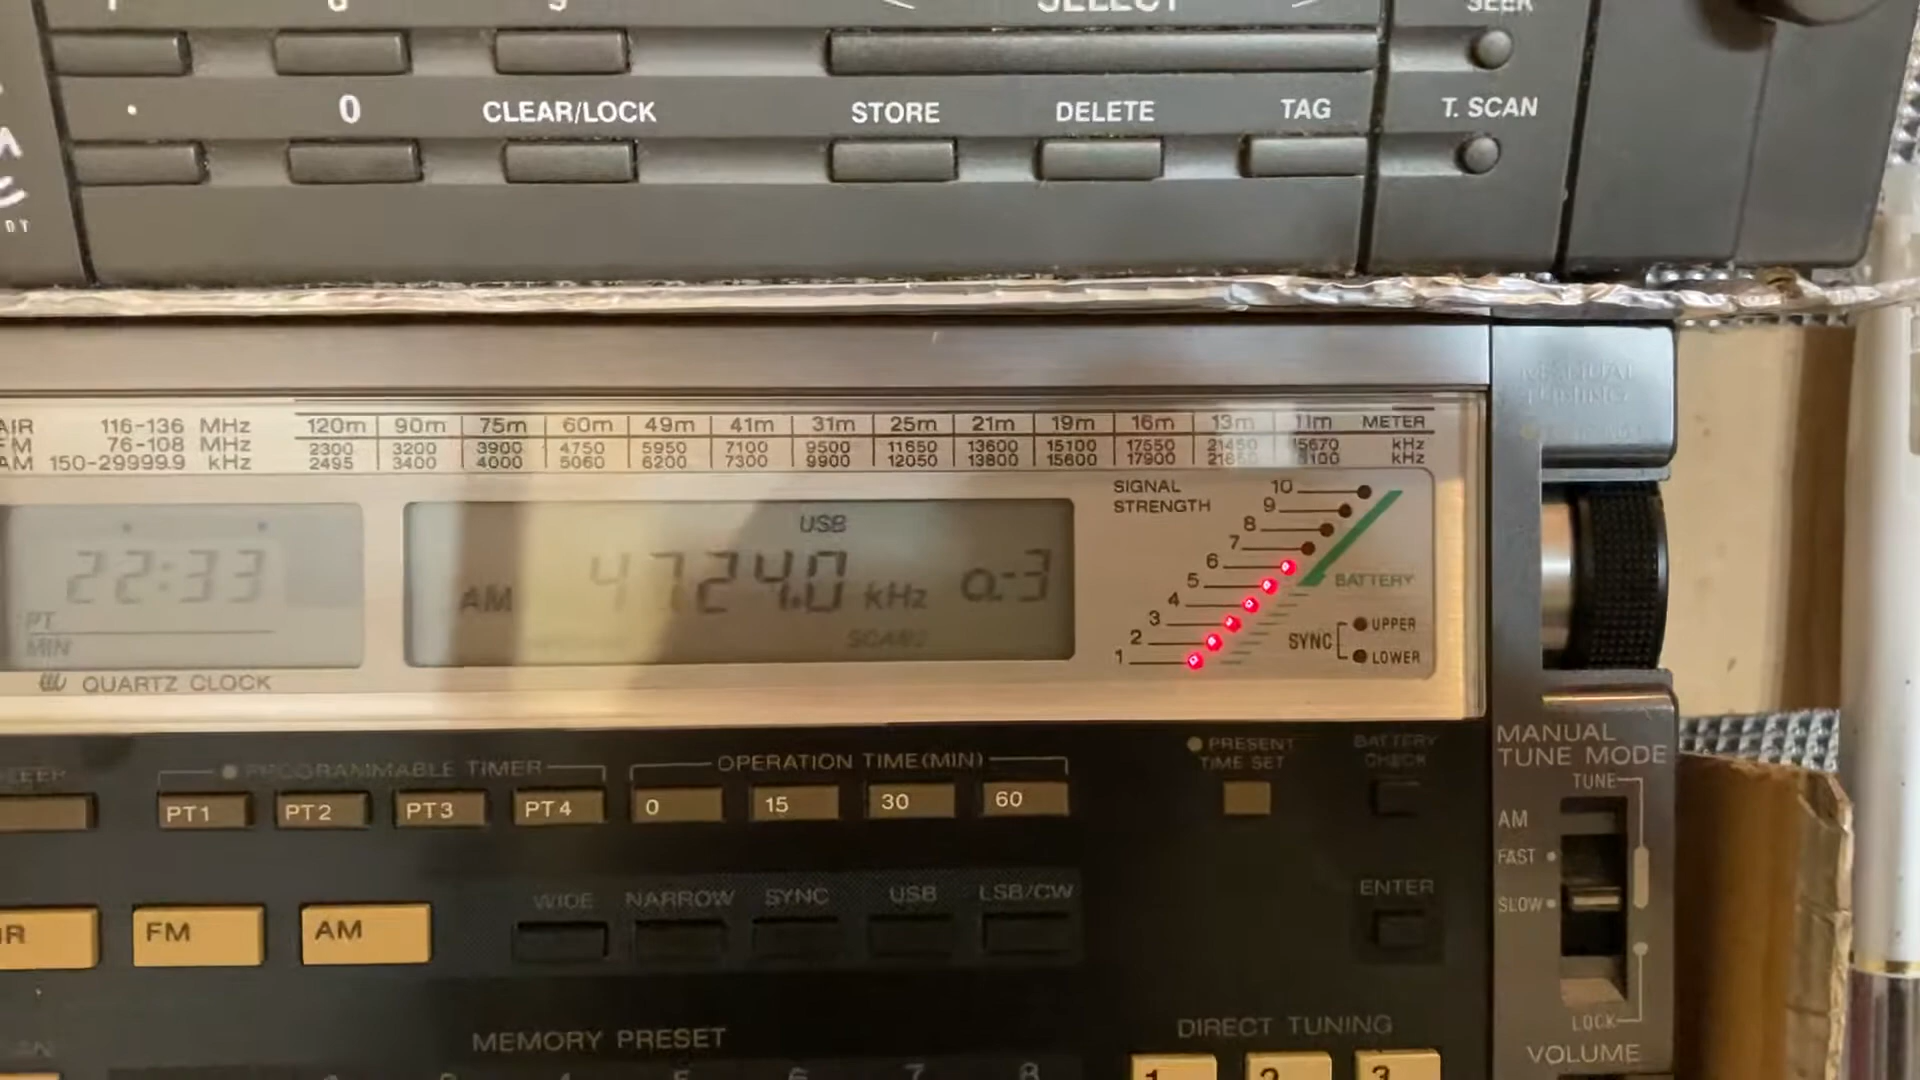 SELECT
SEEK
. 0 CLEAR/LOCK STORE DELETE TAG T. SCAN
AIR 116-136 MHz
FM 76-108 MHz
AM 150-29999.9 kHz
120m 90m 75m 60m 49m 41m 31m 25m 21m 19m 16m 13m 11m METER
2300 3200 3900 4750 5950 7100 9500 11650 13600 15100 17550 21450 kHz
2495 3400 4000 5060 6200 7300 9900 12050 13800 15600 17900 kHz
SIGNAL
STRENGTH
10
9
8
7
6
5
4
3
2
1
BATTERY
SYNC
UPPER
LOWER
22:33
PT
MIN
QUARTZ CLOCK
USB
AM 4724.0 kHz a-3
MANUAL
TUNING
PROGRAMMABLE TIMER
OPERATION TIME(MIN)
PRESENT
TIME SET
BATTERY
CHECK
PT1 PT2 PT3 PT4 0 15 30 60
MANUAL
TUNE MODE
TUNE
AM
FAST
SLOW
LOCK
VOLUME
WIDE NARROW SYNC USB LSB/CW
ENTER
FM AM
MEMORY PRESET
DIRECT TUNING
1 2 3